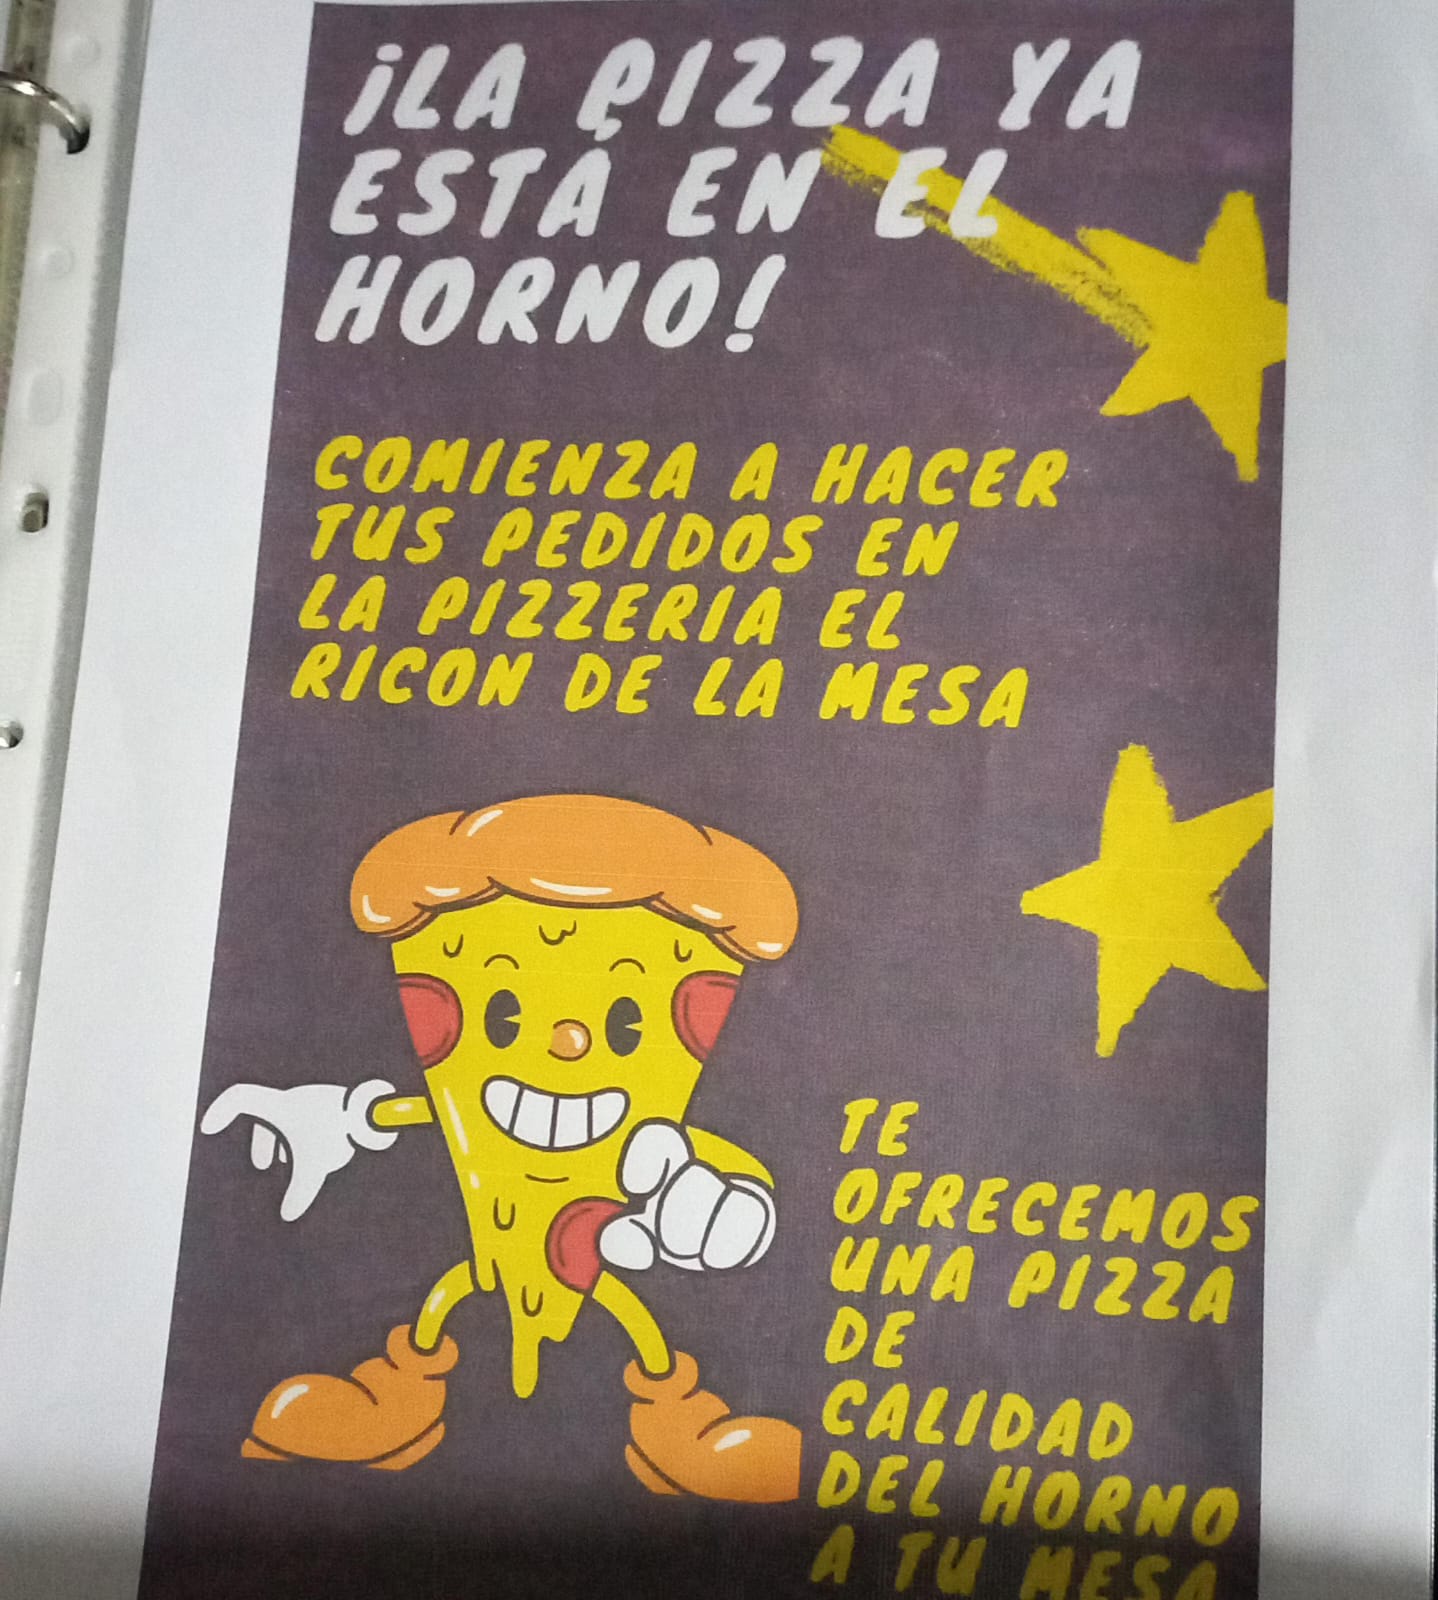 ¡LA PIZZA YA
ESTÁ EN EL
HORNO!
COMIENZA A HACER
TUS PEDIDOS EN
LA PIZZERIA EL
RICON DE LA MESA
TE
OFRECEMOS
UNA PIZZA
DE
CALIDAD
DEL HORNO
A TU MESA